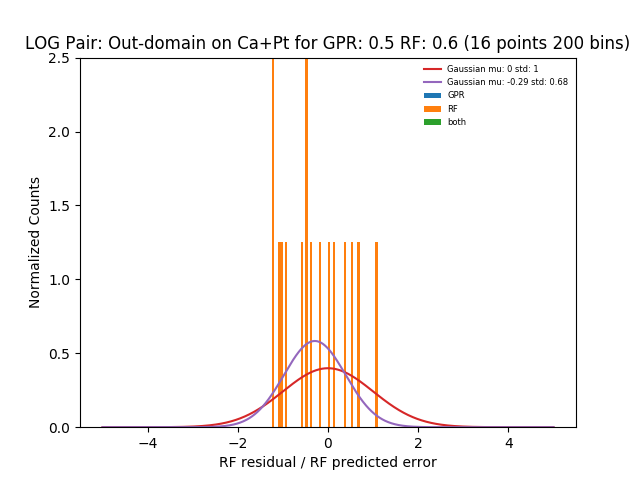 LOG Pair: Out-domain on Ca+Pt for GPR: 0.5 RF: 0.6 (16 points 200 bins)
Gaussian mu: 0 std: 1
Gaussian mu: -0.29 std: 0.68
GPR
RF
both
Normalized Counts
2.5
2.0
1.5
1.0
0.5
0.0
−4 −2 0 2 4
RF residual / RF predicted error